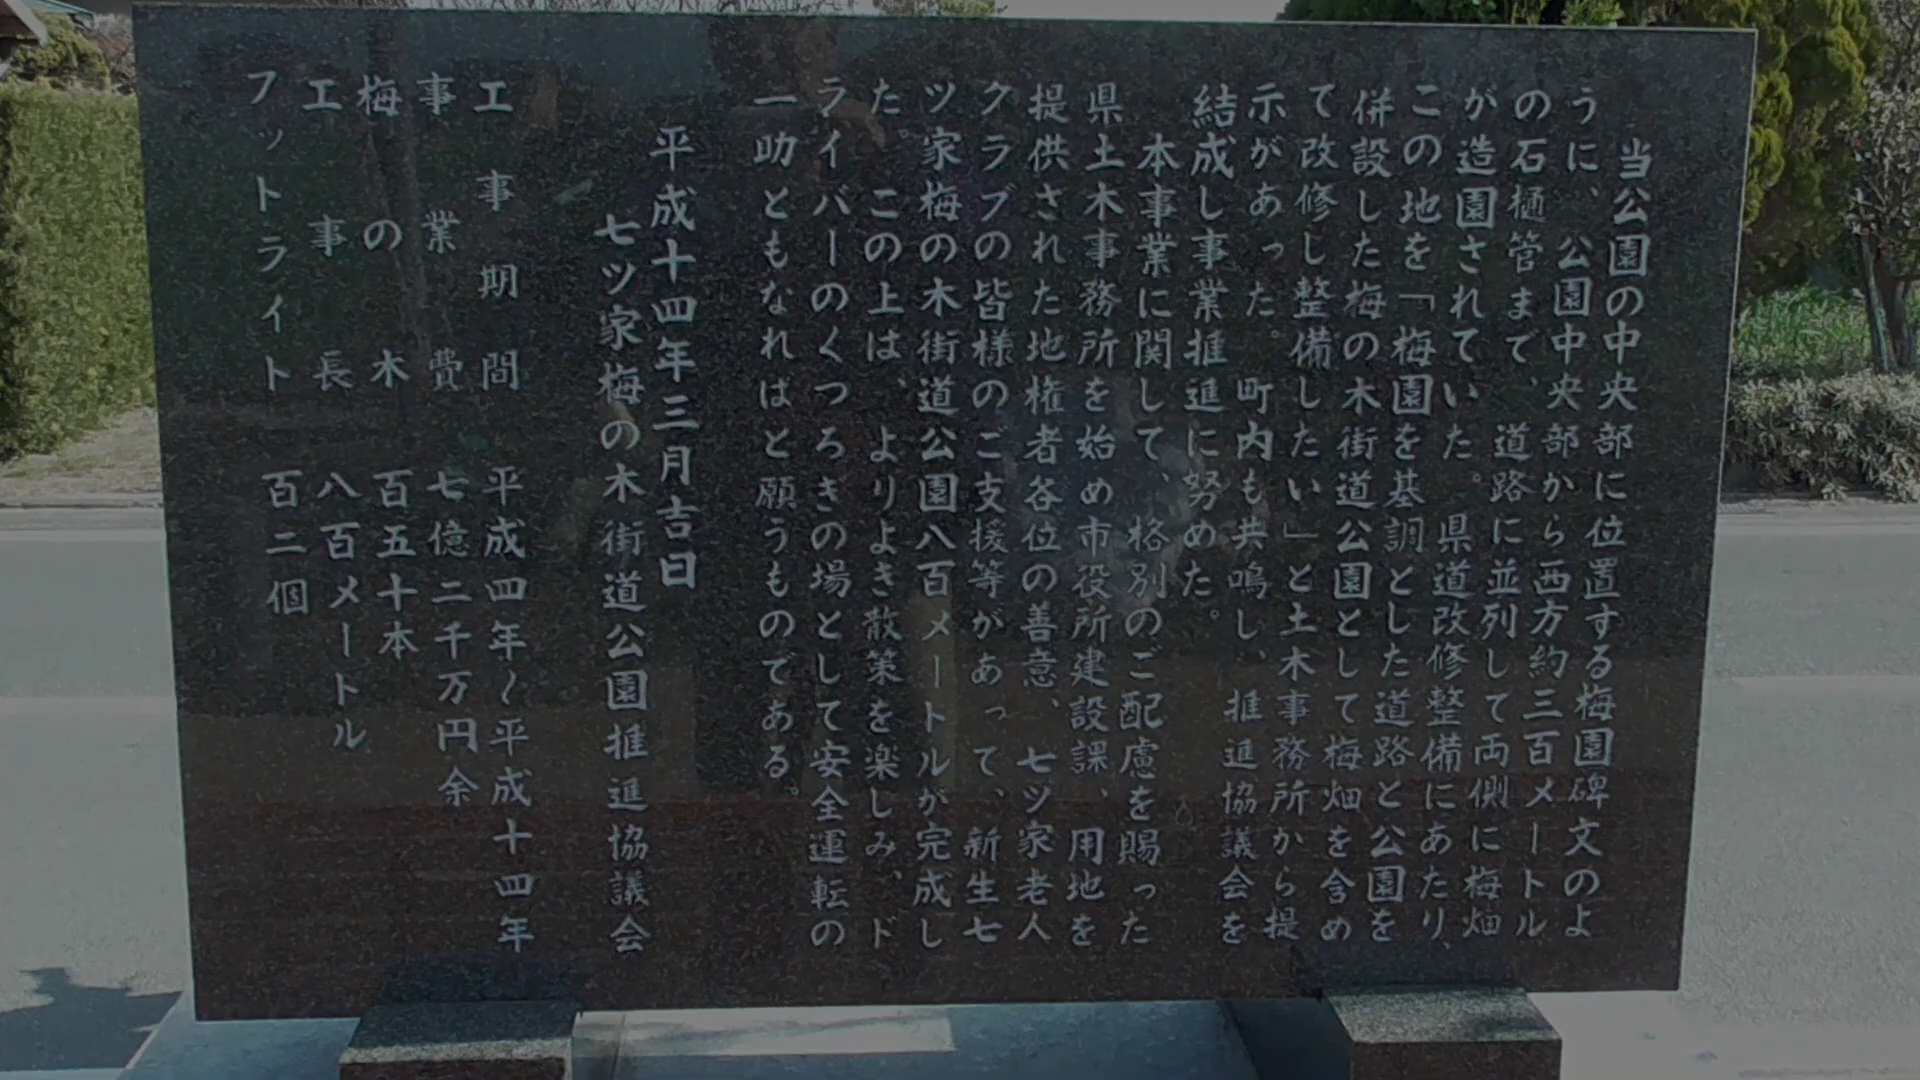 当公園の中央部に位置する梅園碑文のよ
うに、公園中央部から西方約三百メートル
の石樋管まで、道路に並列して両側に梅畑
が造園されていた。県道改修整備にあたり、
この地を「梅園を基調とした道路と公園を
併設した梅の木街道公園として梅畑を含め
て改修し整備したい」と土木事務所から提
示があった。町内も共鳴し、推進協議会を
結成し事業推進に努めた。
本事業に関して、格別のご配慮を賜った
県土木事務所を始め市役所建設課、用地を
提供された地権者各位の善意、七ツ家老人
クラブの皆様のご支援等があって、新生七
ツ家梅の木街道公園八百メートルが完成し
た。この上は、よりよき散策を楽しみ、ド
ライバーのくつろきの場として安全運転の
一助ともなればと願うものである。
平成十四年三月吉日
七ツ家梅の木街道公園推進協議会
工事期間 平成四年～平成十四年
事業費 七億二千万円余
梅の木 百五十本
工事長 八百メートル
フットライト 百二個